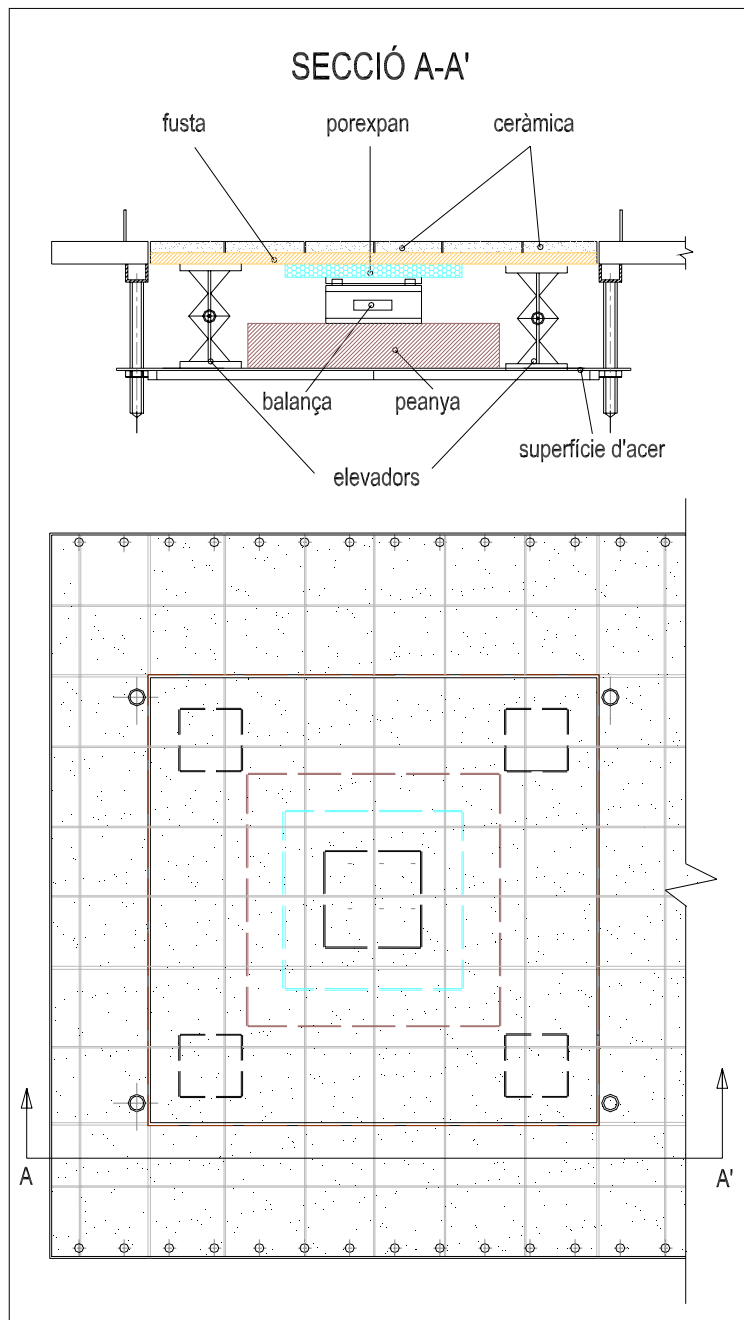 SECCIÓ A-A'
fusta porexpan ceràmica
balança peanya
superfície d'acer
elevadors
A A'